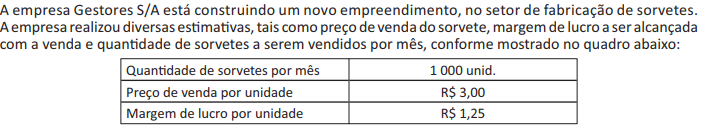 A empresa Gestores S/A está construindo um novo empreendimento, no setor de fabricação de sorvetes.
A empresa realizou diversas estimativas, tais como preço de venda do sorvete, margem de lucro a ser alcançada
com a venda e quantidade de sorvetes a serem vendidos por mês, conforme mostrado no quadro abaixo:
Quantidade de sorvetes por mês 1 000 unid.
Preço de venda por unidade R$ 3,00
Margem de lucro por unidade R$ 1,25